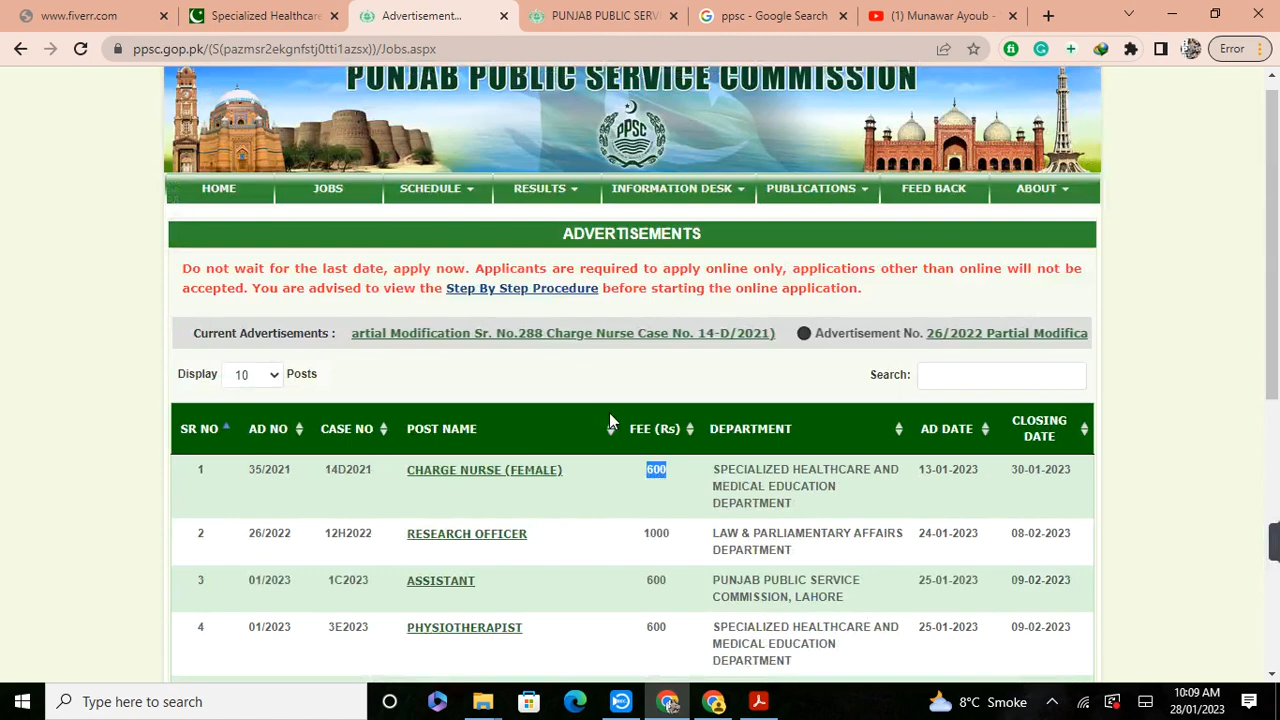 www.fiverr.com
Specialized Healthcare
Advertisement...
PUNJAB PUBLIC SERV
ppsc - Google Search
(1) Munawar Ayoub -
ppsc.gop.pk/(S(pazmsr2ekgnfstj0tti1azsx))/Jobs.aspx
Error
PUNJAB PUBLIC SERVICE COMMISSION
PPSC
HOME JOBS SCHEDULE RESULTS INFORMATION DESK PUBLICATIONS FEED BACK ABOUT
ADVERTISEMENTS
Do not wait for the last date, apply now. Applicants are required to apply online only, applications other than online will not be
accepted. You are advised to view the Step By Step Procedure before starting the online application.
Current Advertisements : artial Modification Sr. No.288 Charge Nurse Case No. 14-D/2021) Advertisement No. 26/2022 Partial Modifica
Display 10 Posts Search:
SR NO AD NO CASE NO POST NAME FEE (Rs) DEPARTMENT AD DATE CLOSING DATE
1 35/2021 14D2021 CHARGE NURSE (FEMALE) 600 SPECIALIZED HEALTHCARE AND 13-01-2023 30-01-2023
MEDICAL EDUCATION
DEPARTMENT
2 26/2022 12H2022 RESEARCH OFFICER 1000 LAW & PARLIAMENTARY AFFAIRS 24-01-2023 08-02-2023
DEPARTMENT
3 01/2023 1C2023 ASSISTANT 600 PUNJAB PUBLIC SERVICE 25-01-2023 09-02-2023
COMMISSION, LAHORE
4 01/2023 3E2023 PHYSIOTHERAPIST 600 SPECIALIZED HEALTHCARE AND 25-01-2023 09-02-2023
MEDICAL EDUCATION
DEPARTMENT
Type here to search
8°C Smoke
10:09 AM
28/01/2023